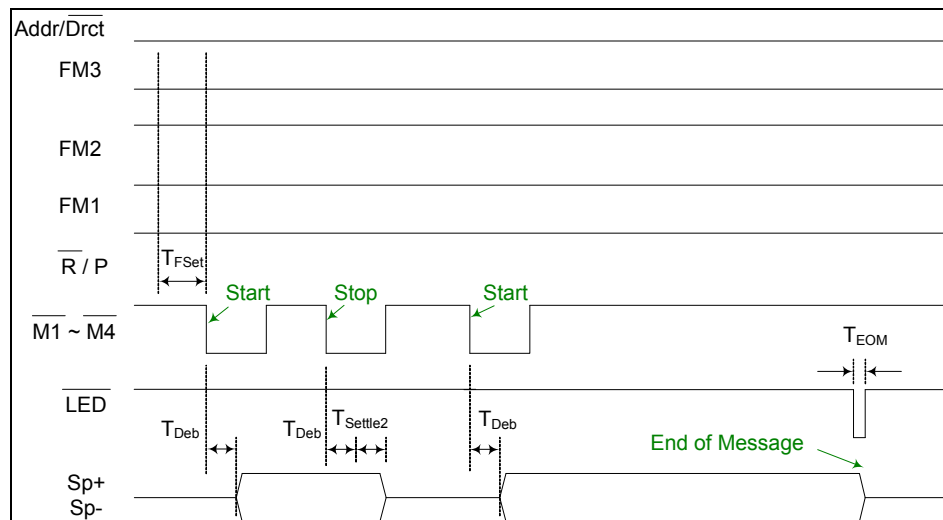 Addr/Drct
FM3
FM2
FM1
R / P
TFSet
Start Stop Start
M1 ~ M4
TEOM
LED
TDeb TDeb TSettle2 TDeb
End of Message
Sp+
Sp-